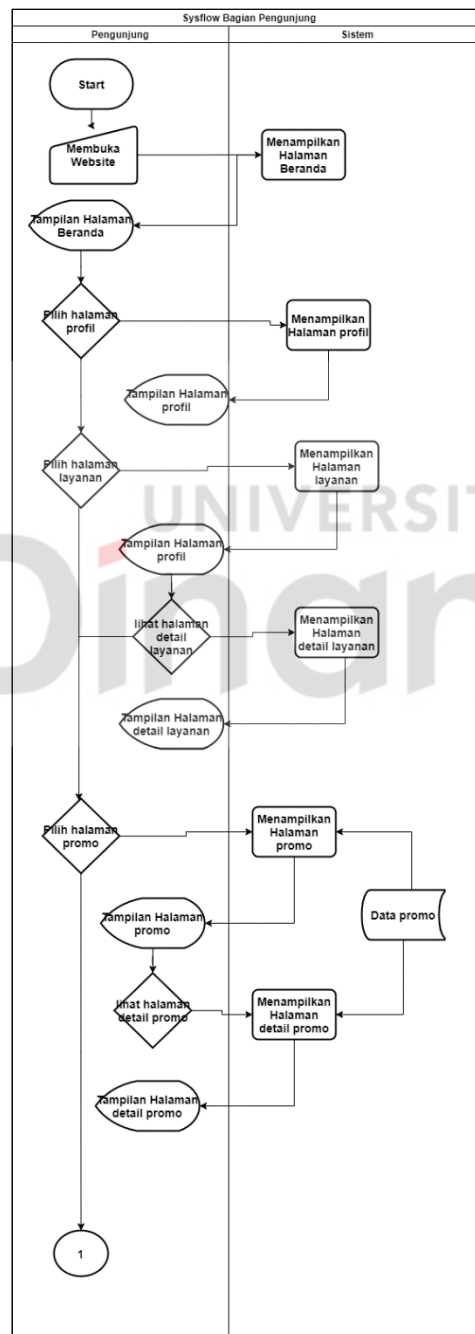 Sysflow Bagian Pengunjung
Pengunjung
Sistem
Start
Membuka
Website
Menampilkan
Halaman
Beranda
Tampilan Halaman
Beranda
Pilih halaman
profil
Menampilkan
Halaman profil
Tampilan Halaman
profil
Pilih halaman
layanan
Menampilkan
Halaman
layanan
UNIVERSIT
Dinam
Tampilan Halaman
profil
lihat halaman
detail
layanan
Menampilkan
Halaman
detail layanan
Tampilan Halaman
detail layanan
Pilih halaman
promo
Menampilkan
Halaman
promo
Data promo
Tampilan Halaman
promo
lihat halaman
detail promo
Menampilkan
Halaman
detail promo
Tampilan Halaman
detail promo
1